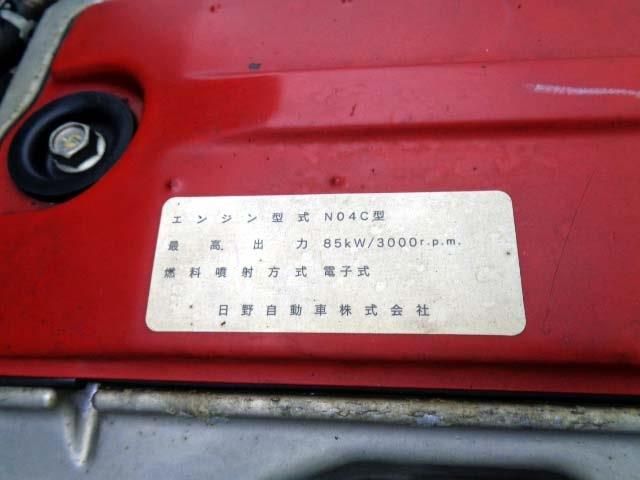 エンジン型式 N04C型
最高出力 85kW/3000r.p.m.
燃料噴射方式 電子式
日野自動車株式会社